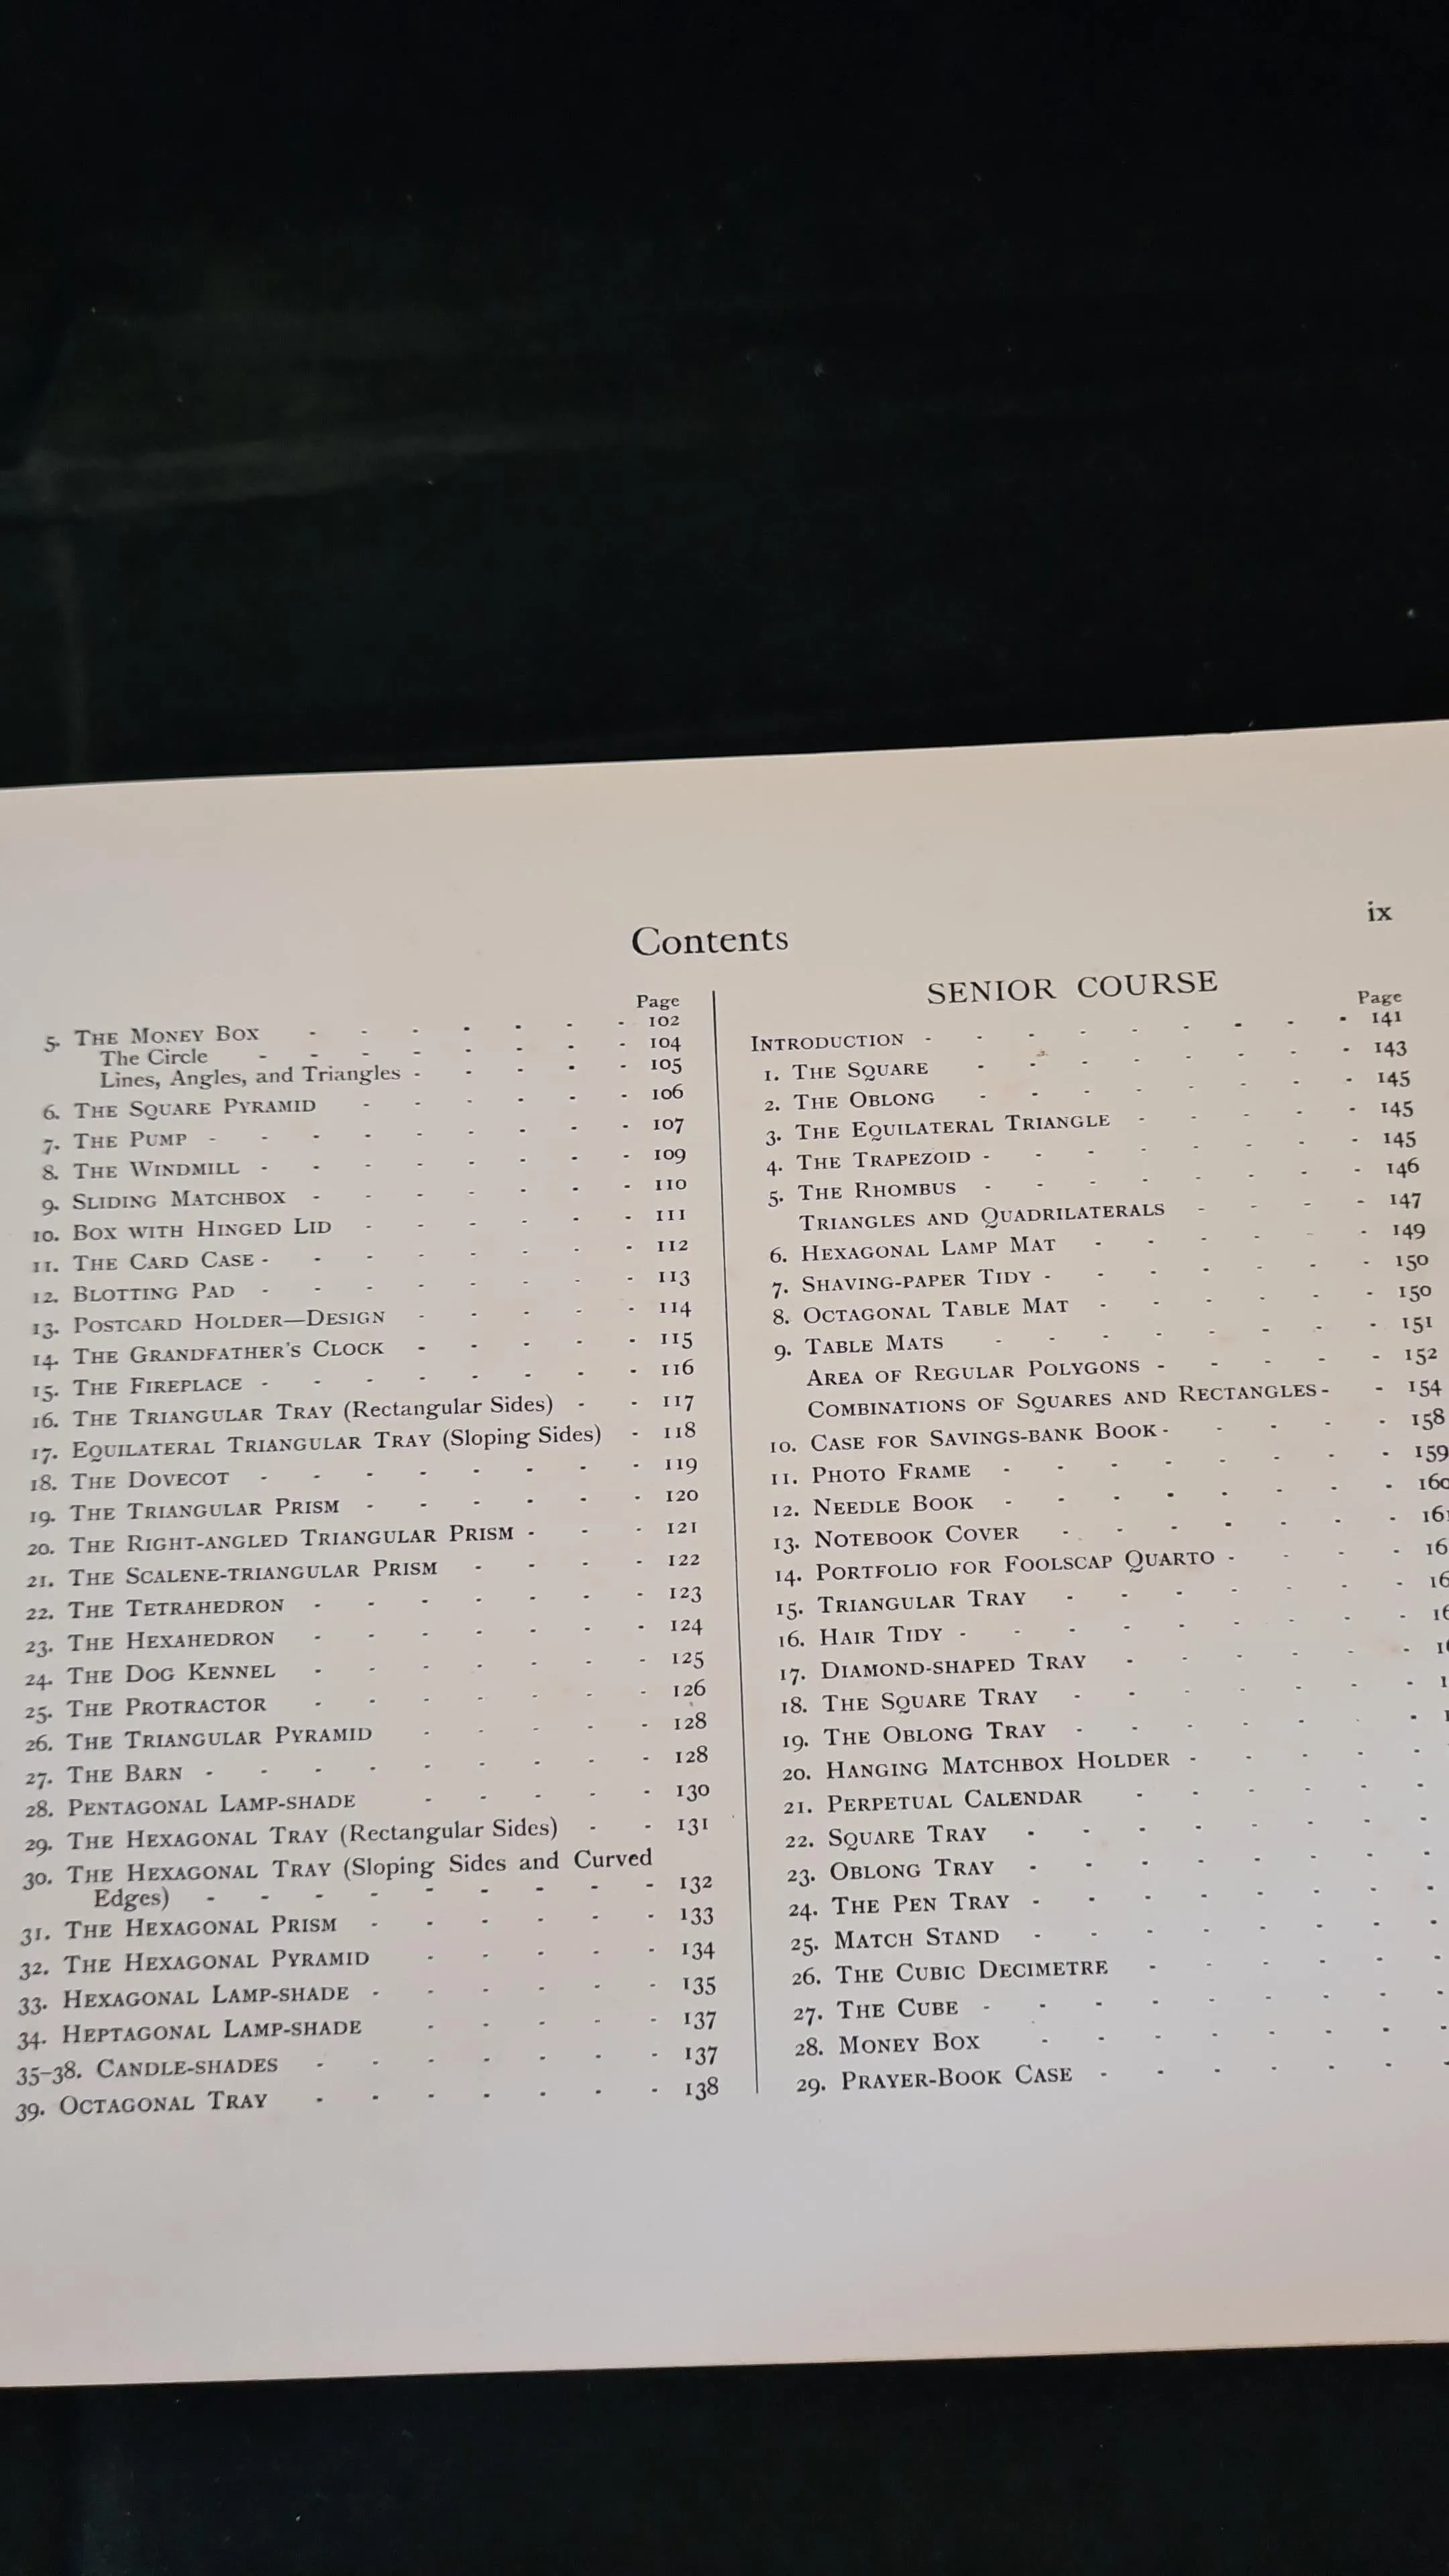 ix
Contents
Page
5. THE MONEY BOX - - - - - - - 102
The Circle - - - - - - - - 104
Lines, Angles, and Triangles - - - - - 105
6. THE SQUARE PYRAMID - - - - - - 106
7. THE PUMP - - - - - - - - - 107
8. THE WINDMILL - - - - - - - - 109
9. SLIDING MATCHBOX - - - - - - - 110
10. BOX WITH HINGED LID - - - - - - 111
11. THE CARD CASE - - - - - - - - 112
12. BLOTTING PAD - - - - - - - - 113
13. POSTCARD HOLDER—DESIGN - - - - - 114
14. THE GRANDFATHER'S CLOCK - - - - - 115
15. THE FIREPLACE - - - - - - - - 116
16. THE TRIANGULAR TRAY (Rectangular Sides) - - 117
17. EQUILATERAL TRIANGULAR TRAY (Sloping Sides) - 118
18. THE DOVECOT - - - - - - - - 119
19. THE TRIANGULAR PRISM - - - - - - 120
20. THE RIGHT-ANGLED TRIANGULAR PRISM - - - 121
21. THE SCALENE-TRIANGULAR PRISM - - - - 122
22. THE TETRAHEDRON - - - - - - - 123
23. THE HEXAHEDRON - - - - - - - 124
24. THE DOG KENNEL - - - - - - - 125
25. THE PROTRACTOR - - - - - - - 126
26. THE TRIANGULAR PYRAMID - - - - - 128
27. THE BARN - - - - - - - - - 128
28. PENTAGONAL LAMP-SHADE - - - - - 130
29. THE HEXAGONAL TRAY (Rectangular Sides) - - 131
30. THE HEXAGONAL TRAY (Sloping Sides and Curved
Edges) - - - - - - - - - 132
31. THE HEXAGONAL PRISM - - - - - - 133
32. THE HEXAGONAL PYRAMID - - - - - 134
33. HEXAGONAL LAMP-SHADE - - - - - - 135
34. HEPTAGONAL LAMP-SHADE - - - - - 137
35–38. CANDLE-SHADES - - - - - - - 137
39. OCTAGONAL TRAY - - - - - - - 138
SENIOR COURSE
Page
INTRODUCTION - - - - - - - - - 141
1. THE SQUARE - - - - - - - - 143
2. THE OBLONG - - - - - - - - 145
3. THE EQUILATERAL TRIANGLE - - - - - 145
4. THE TRAPEZOID - - - - - - - - 145
5. THE RHOMBUS - - - - - - - - 146
TRIANGLES AND QUADRILATERALS - - - - 147
6. HEXAGONAL LAMP MAT - - - - - - 149
7. SHAVING-PAPER TIDY - - - - - - - 150
8. OCTAGONAL TABLE MAT - - - - - - 150
9. TABLE MATS - - - - - - - - 151
AREA OF REGULAR POLYGONS - - - - - 152
COMBINATIONS OF SQUARES AND RECTANGLES - - 154
10. CASE FOR SAVINGS-BANK BOOK - - - - - 158
11. PHOTO FRAME - - - - - - - - 159
12. NEEDLE BOOK - - - - - - - -
13. NOTEBOOK COVER - - - - - - -
14. PORTFOLIO FOR FOOLSCAP QUARTO - - - -
15. TRIANGULAR TRAY - - - - - - -
16. HAIR TIDY - - - - - - - - -
17. DIAMOND-SHAPED TRAY - - - - - -
18. THE SQUARE TRAY - - - - - - -
19. THE OBLONG TRAY - - - - - - -
20. HANGING MATCHBOX HOLDER - - - - -
21. PERPETUAL CALENDAR - - - - - -
22. SQUARE TRAY - - - - - - - -
23. OBLONG TRAY - - - - - - - -
24. THE PEN TRAY - - - - - - - -
25. MATCH STAND - - - - - - - -
26. THE CUBIC DECIMETRE - - - - - -
27. THE CUBE - - - - - - - - -
28. MONEY BOX - - - - - - - -
29. PRAYER-BOOK CASE - - - - - - -